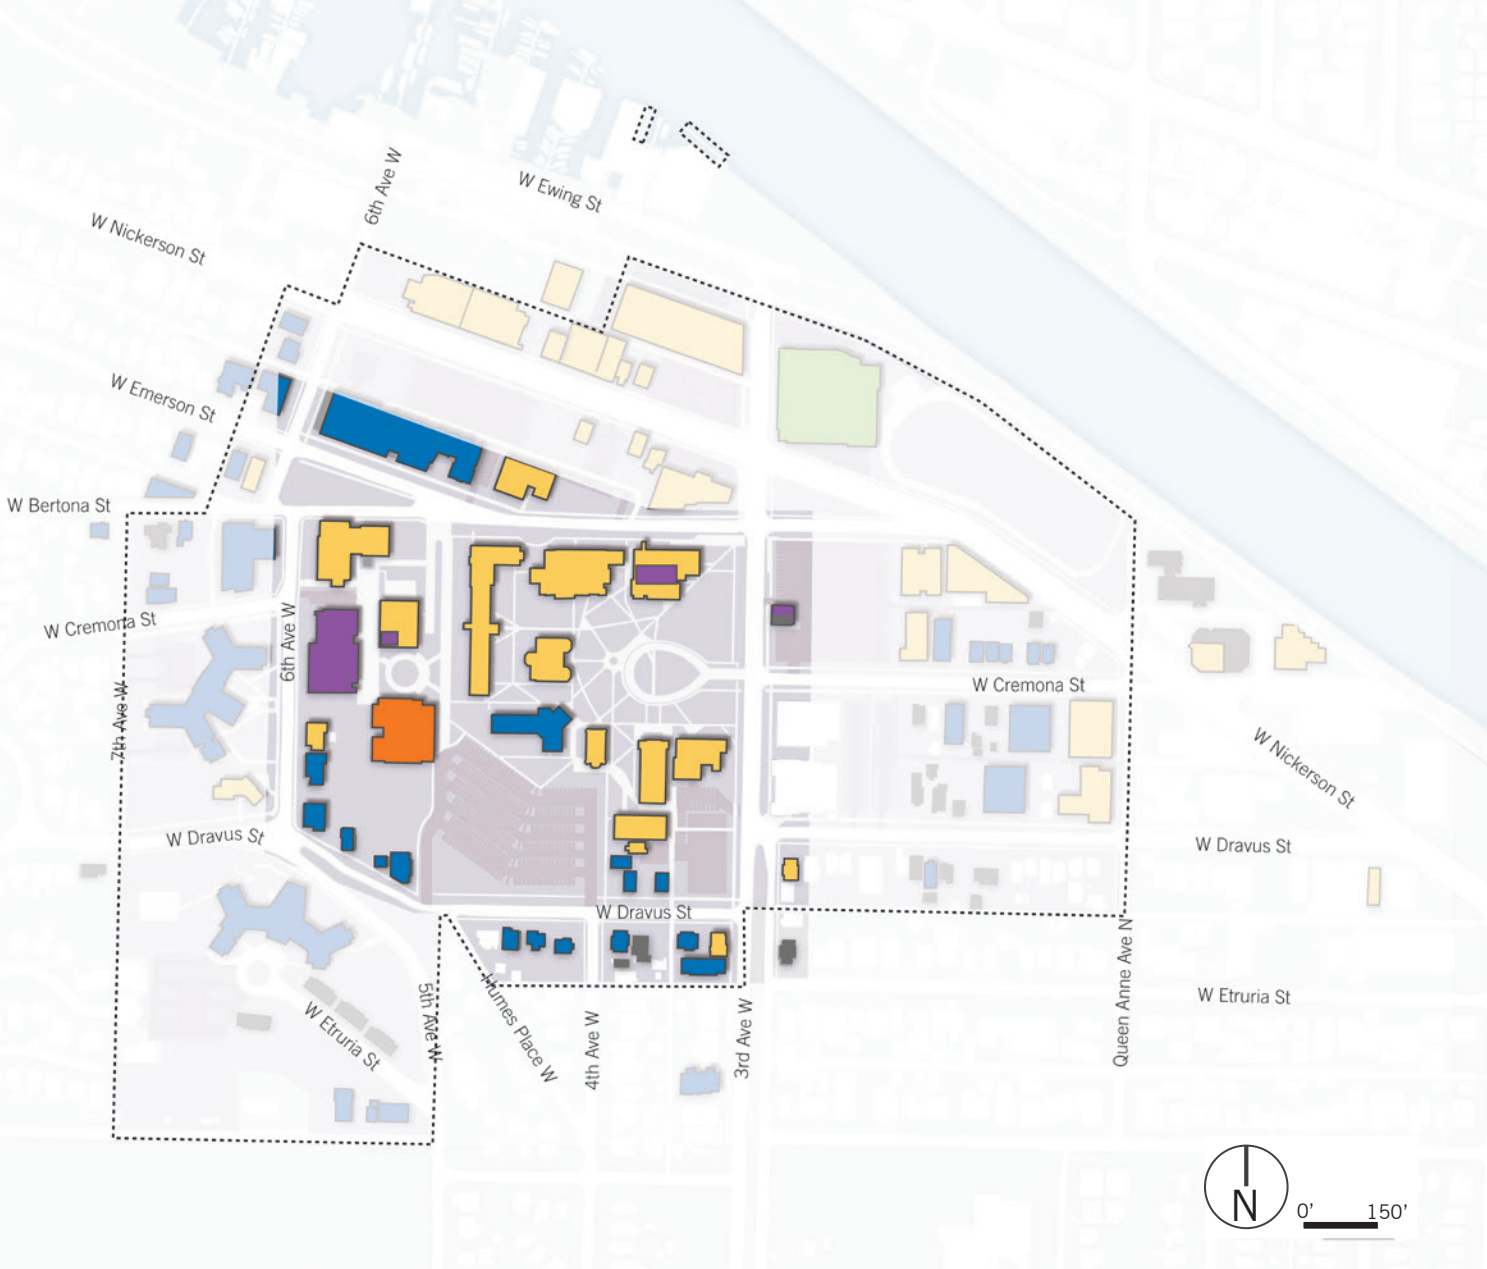 6th Ave W
W Ewing St
W Nickerson St
W Emerson St
W Bertona St
W Cremona St
6th Ave W
7th Ave W
W Cremona St
W Nickerson St
W Dravus St
W Dravus St
W Dravus St
Humes Place W
5th Ave W
W Etruria St
4th Ave W
3rd Ave W
Queen Anne Ave N
W Etruria St
N
0'
150'